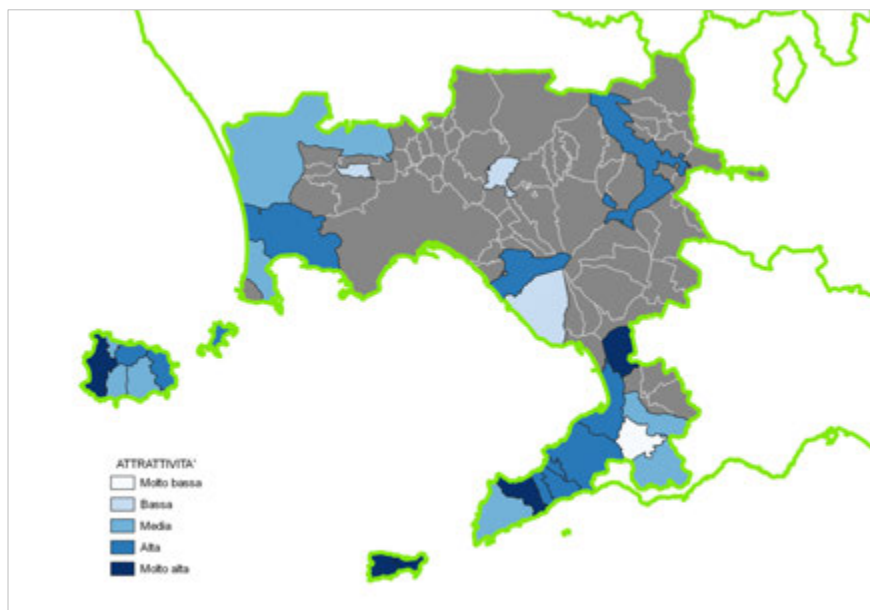 ATTRATTIVITA'
Molto bassa
Bassa
Media
Alta
Molto alta